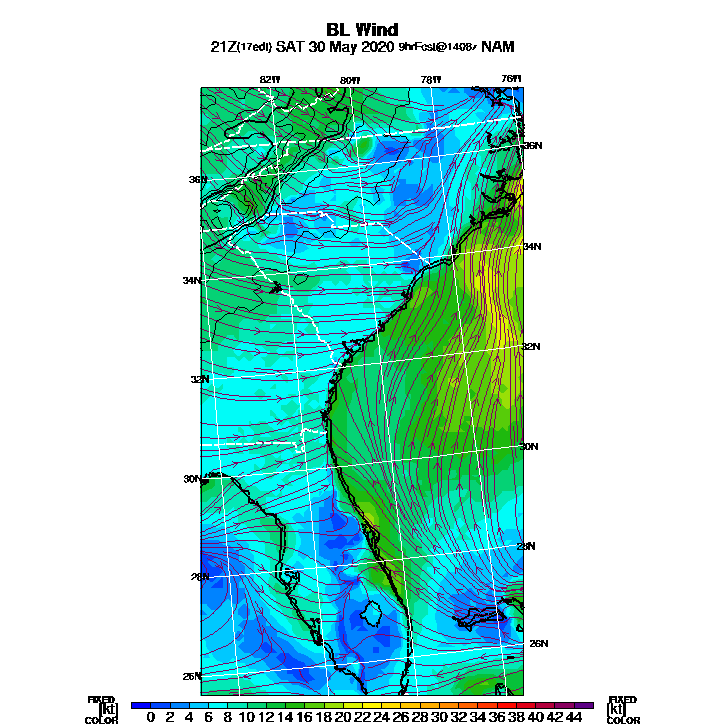 BL Wind
21Z(17edt) SAT 30 May 2020 9hrFcst@1408z NAM
82W 80W 78W 76W
36N 36N
34N 34N
32N 32N
30N 30N
28N 28N
26N 26N
FIXED FIXED
[kt] 0 2 4 6 8 10 12 14 16 18 20 22 24 26 28 30 32 34 36 38 40 42 44 [kt]
COLOR COLOR